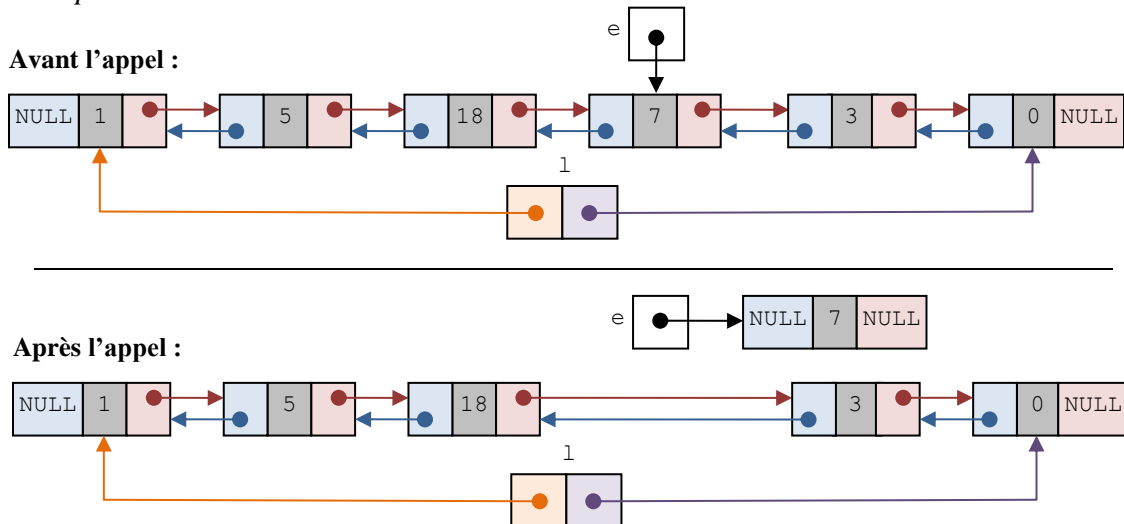 e
Avant l'appel :
NULL 1 5 18 7 3 0 NULL
l
e NULL 7 NULL
Après l'appel :
NULL 1 5 18 3 0 NULL
l